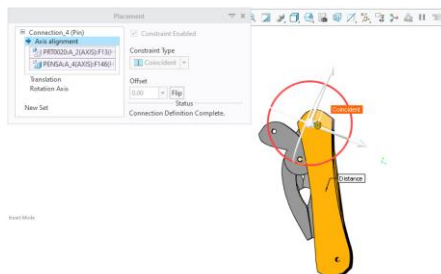 Placement
Connection_4 (Pin)
Axis alignment
PRT0020:A_2(AXIS):F13(
PENSA:A_4(AXIS):F146(
Translation
Rotation Axis
New Set
Constraint Enabled
Constraint Type
Coincident
Offset
0.00
Flip
Status
Connection Definition Complete.
Coincident
Distance
Insert Mode